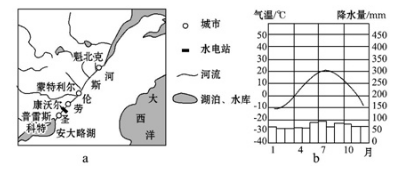 魁北克
斯
河
蒙特利尔
伦
康沃尔
劳
普雷斯
科特
圣
安大略湖
大
西
洋
a
城市
水电站
河流
湖泊、水库
气温/℃
降水量/mm
50
40
30
20
10
0
-10
-20
-30
-40
450
400
350
300
250
200
150
100
50
0
1 4 7 10 月
b